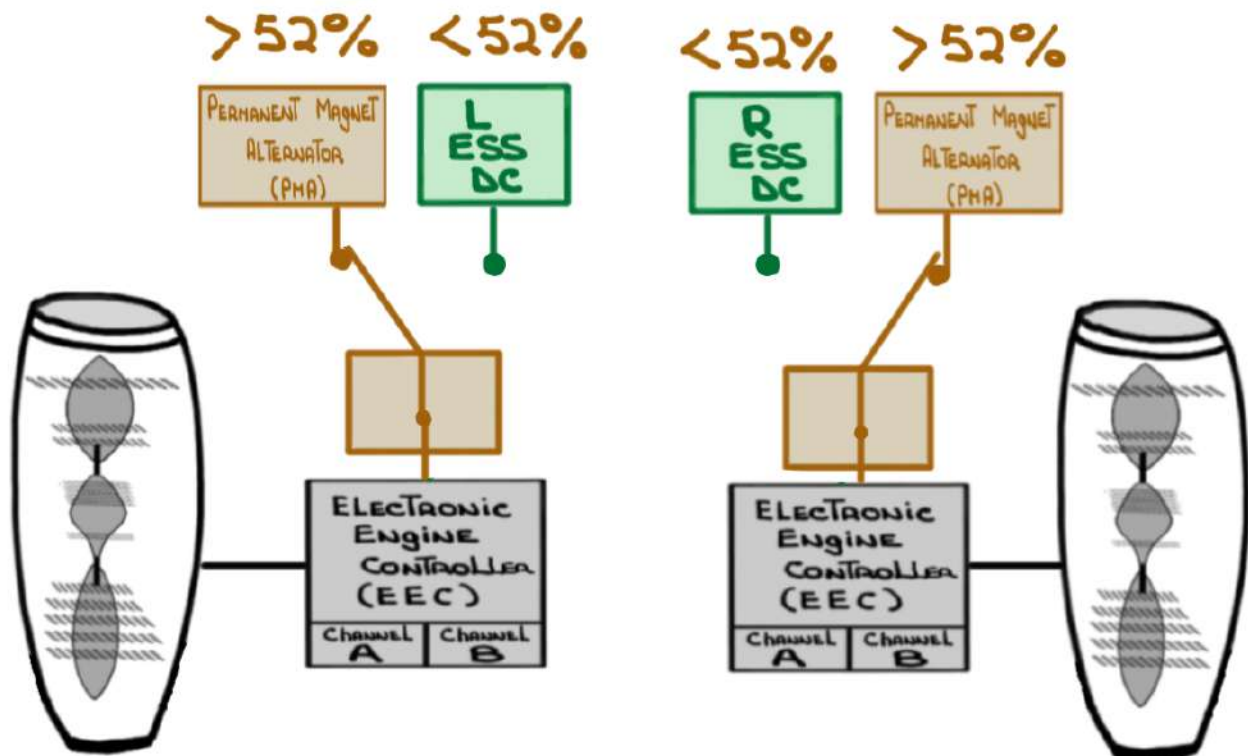 >52%
<52%
<52%
>52%
PERMANENT MAGNET
ALTERNATOR
(PMA)
L
ESS
DC
R
ESS
DC
PERMANENT MAGNET
ALTERNATOR
(PMA)
ELECTRONIC
ENGINE
CONTROLLER
(EEC)
CHANNEL
A
CHANNEL
B
ELECTRONIC
ENGINE
CONTROLLER
(EEC)
CHANNEL
A
CHANNEL
B